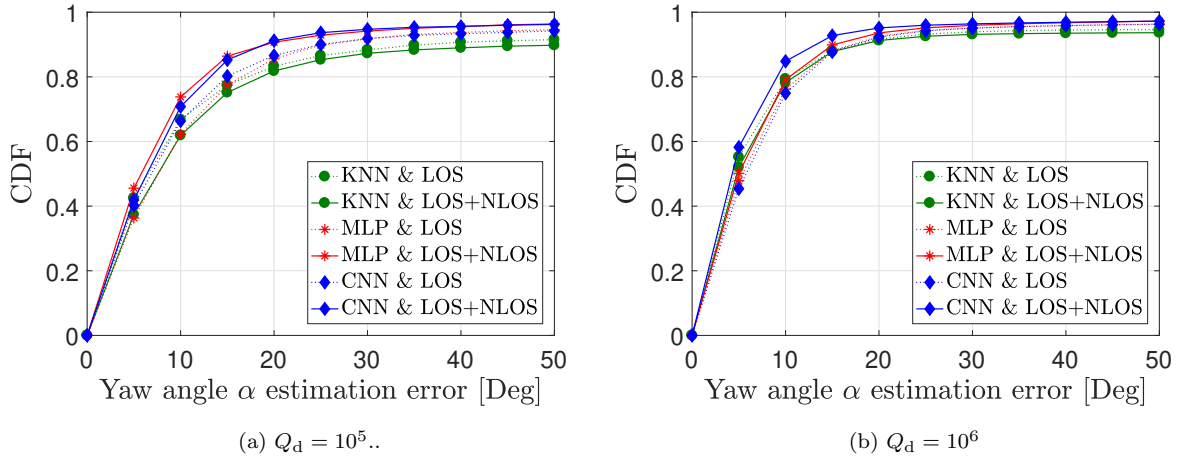 1
0.8
0.6
0.4
0.2
0
CDF
KNN & LOS
KNN & LOS+NLOS
MLP & LOS
MLP & LOS+NLOS
CNN & LOS
CNN & LOS+NLOS
0 10 20 30 40 50
Yaw angle α estimation error [Deg]
(a) Qd = 10^5..
1
0.8
0.6
0.4
0.2
0
CDF
KNN & LOS
KNN & LOS+NLOS
MLP & LOS
MLP & LOS+NLOS
CNN & LOS
CNN & LOS+NLOS
0 10 20 30 40 50
Yaw angle α estimation error [Deg]
(b) Qd = 10^6